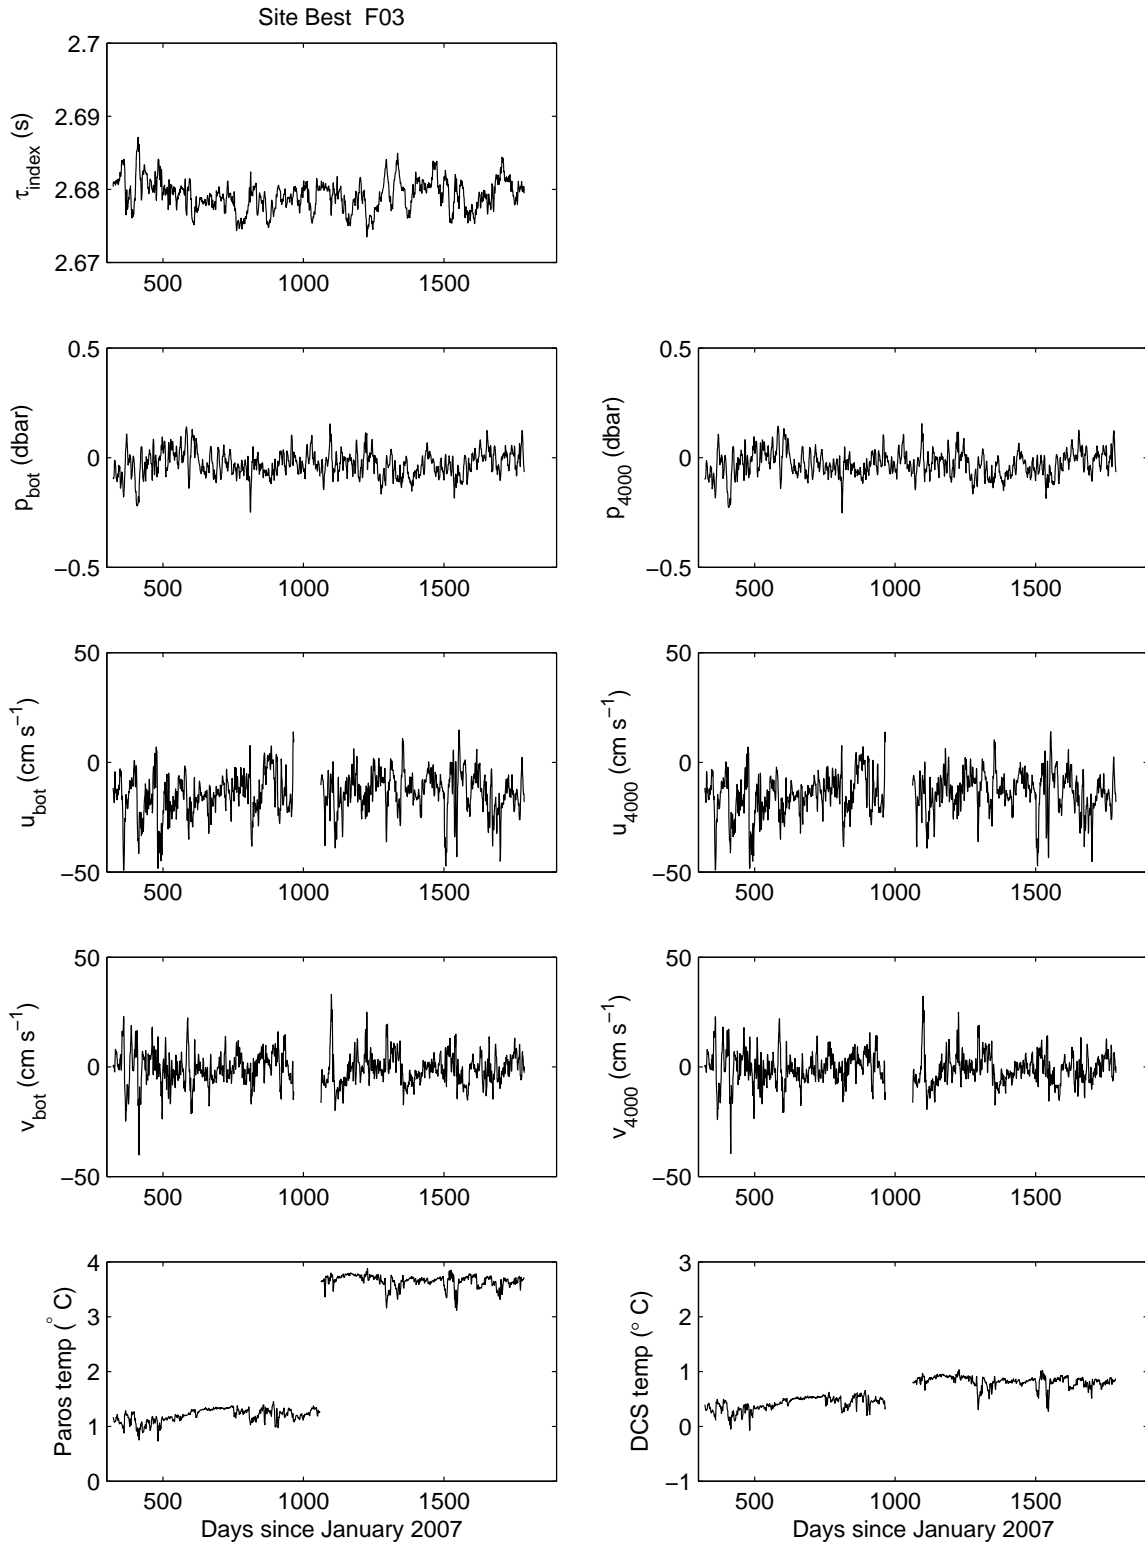 Site Best F03
2.7
2.69
2.68
2.67
τindex (s)
500 1000 1500
0.5
0
−0.5
pbot (dbar)
500 1000 1500
0.5
0
−0.5
p4000 (dbar)
500 1000 1500
50
0
−50
ubot (cm s−1)
500 1000 1500
50
0
−50
u4000 (cm s−1)
500 1000 1500
50
0
−50
vbot (cm s−1)
500 1000 1500
50
0
−50
v4000 (cm s−1)
500 1000 1500
4
3
2
1
0
Paros temp (° C)
500 1000 1500
Days since January 2007
3
2
1
0
−1
DCS temp (° C)
500 1000 1500
Days since January 2007